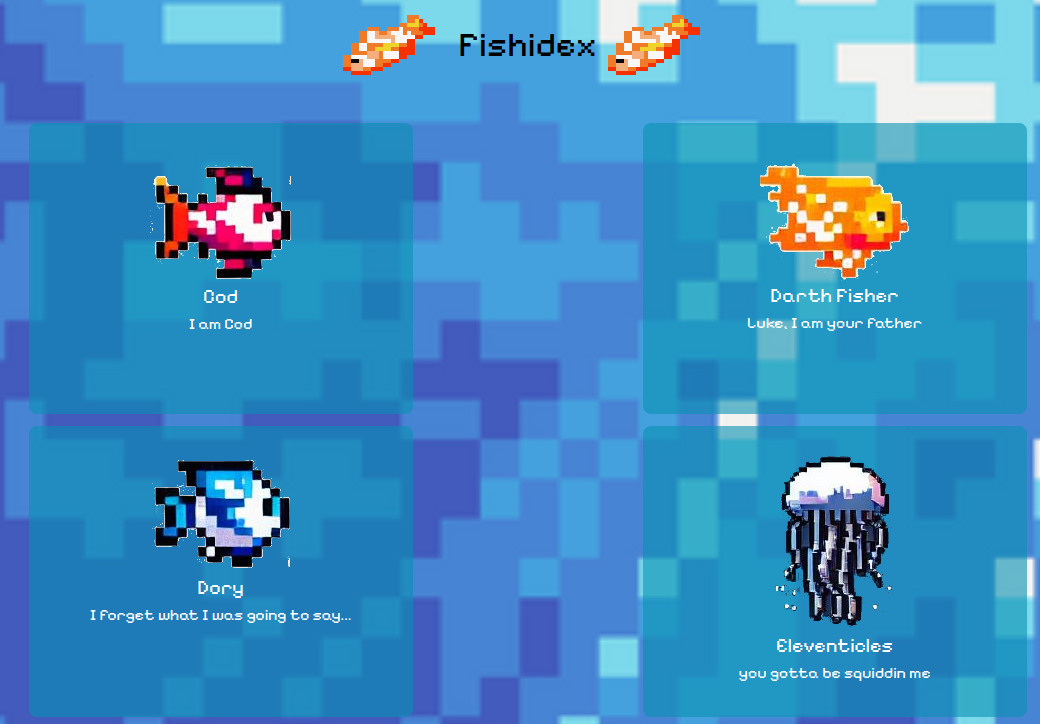 Fishidex
Cod
I am Cod
Darth Fisher
Luke, I am your father
Dory
I forget what I was going to say...
Eleventicles
you gotta be squiddin me